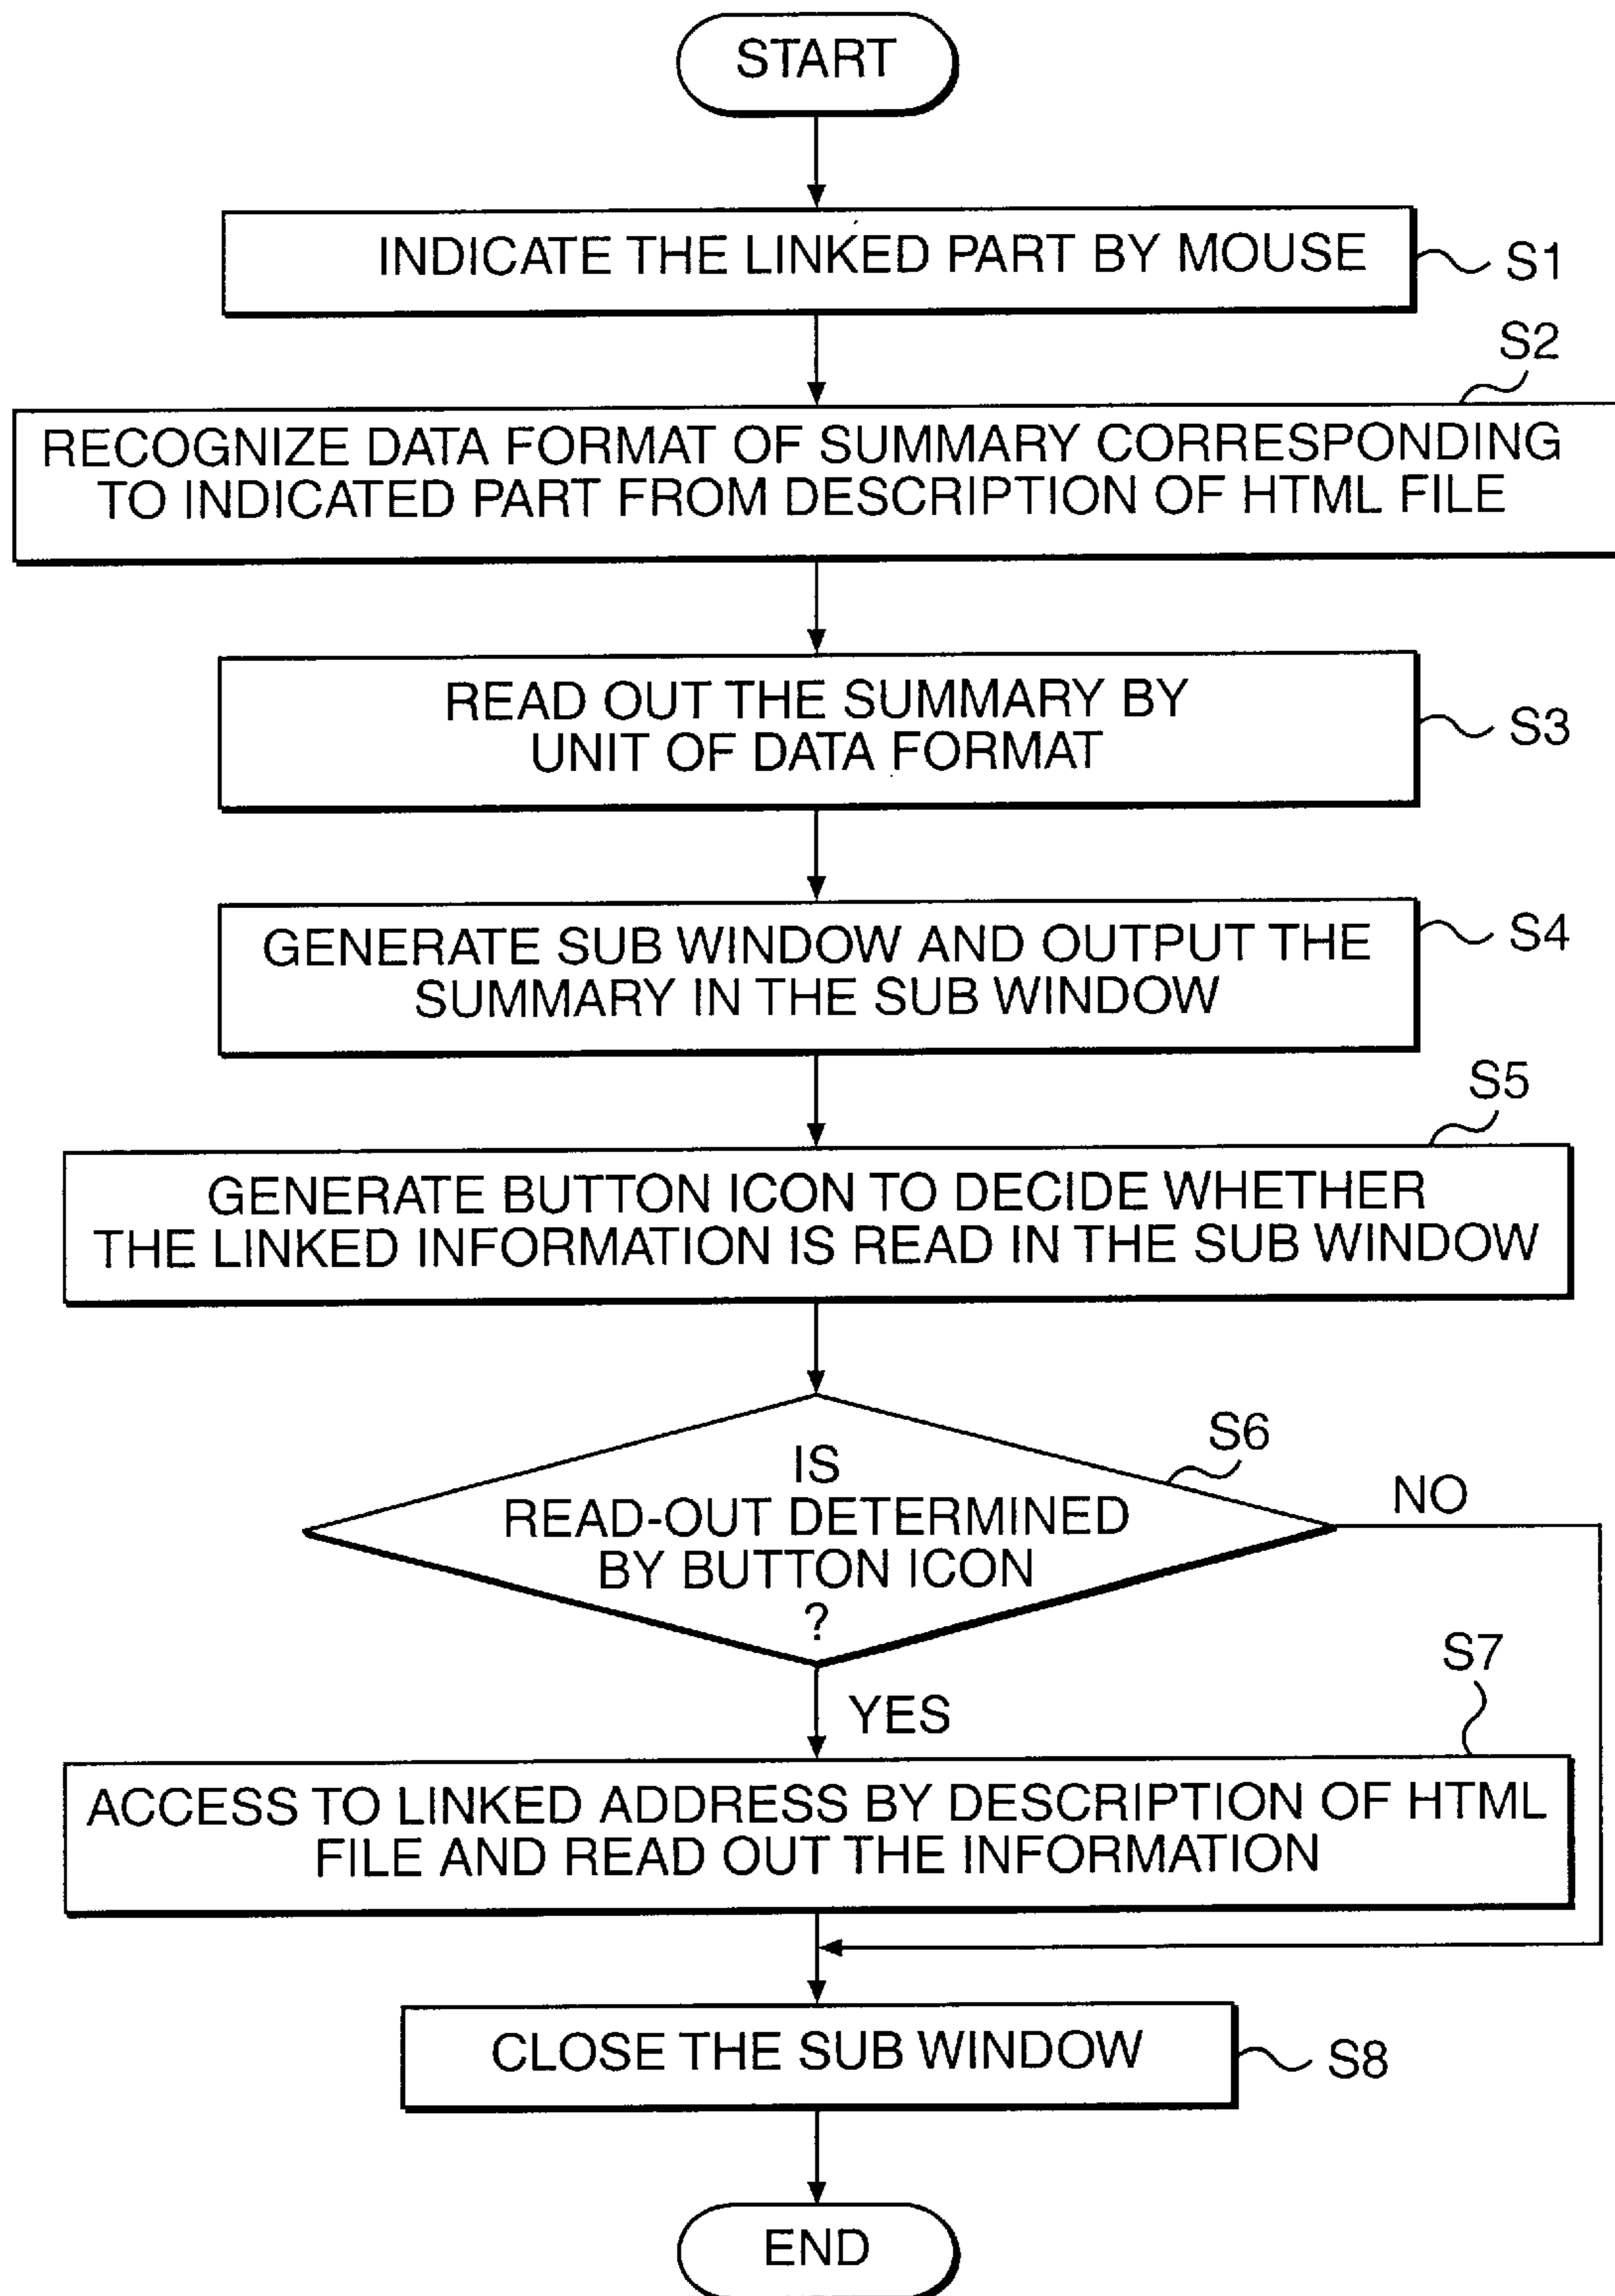 START
INDICATE THE LINKED PART BY MOUSE
S1
S2
RECOGNIZE DATA FORMAT OF SUMMARY CORRESPONDING
TO INDICATED PART FROM DESCRIPTION OF HTML FILE
READ OUT THE SUMMARY BY
UNIT OF DATA FORMAT
S3
GENERATE SUB WINDOW AND OUTPUT THE
SUMMARY IN THE SUB WINDOW
S4
S5
GENERATE BUTTON ICON TO DECIDE WHETHER
THE LINKED INFORMATION IS READ IN THE SUB WINDOW
S6
IS
READ-OUT DETERMINED
BY BUTTON ICON
?
NO
YES
S7
ACCESS TO LINKED ADDRESS BY DESCRIPTION OF HTML
FILE AND READ OUT THE INFORMATION
CLOSE THE SUB WINDOW
S8
END